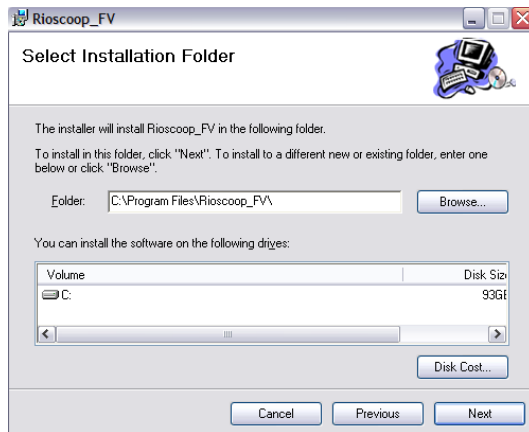 Rioscoop_FV
Select Installation Folder
The installer will install Rioscoop_FV in the following folder.
To install in this folder, click "Next". To install to a different new or existing folder, enter one
below or click "Browse".
Folder: C:\Program Files\Rioscoop_FV\ Browse...
You can install the software on the following drives:
Volume Disk Siz
C: 93GB
Disk Cost...
Cancel Previous Next